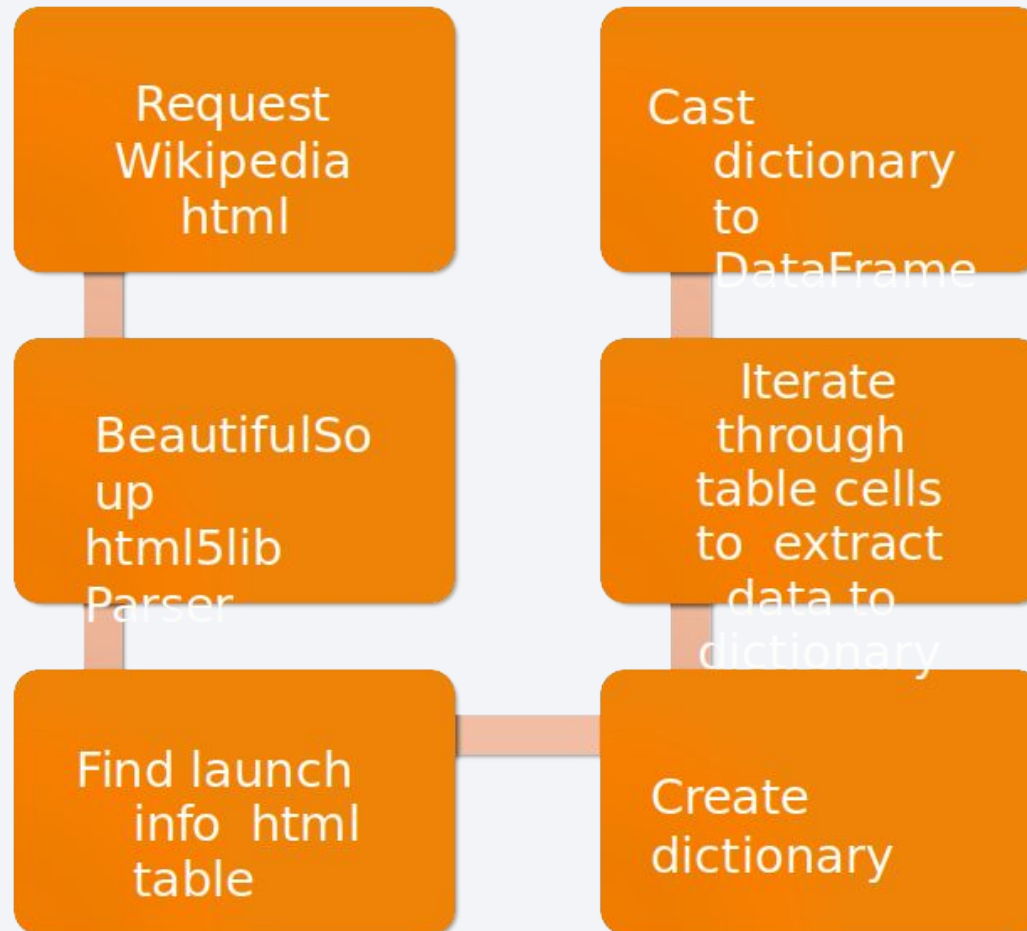 Request
Wikipedia
html
BeautifulSo
up
html5lib
Parser
Find launch
info html
table
Create
dictionary
Iterate
through
table cells
to extract
data to
dictionary
Cast
dictionary
to
DataFrame